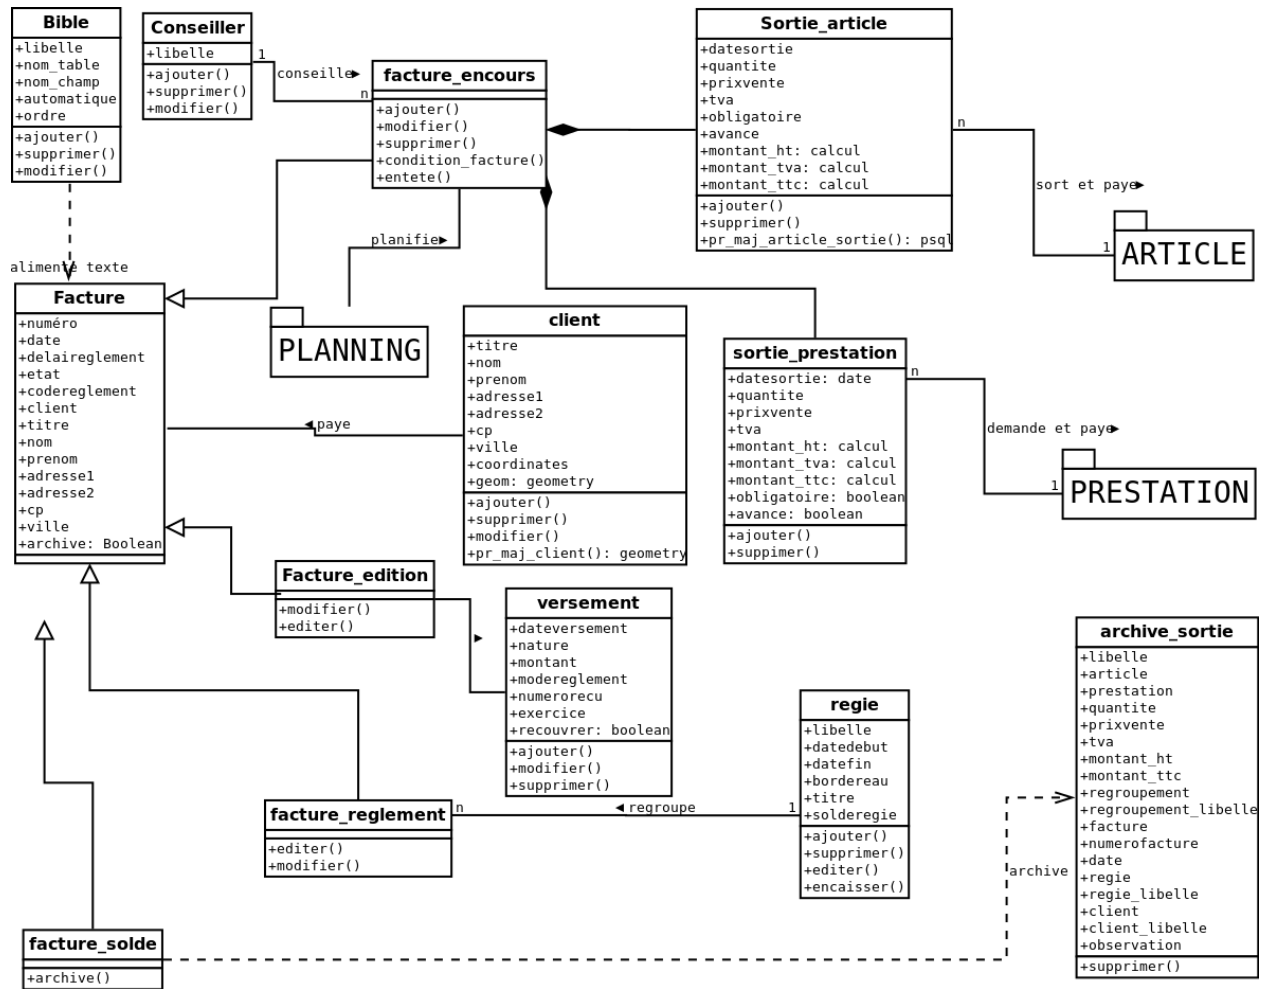 Bible
+libelle
+nom_table
+nom_champ
+automatique
+ordre
+ajouter()
+supprimer()
+modifier()
Conseiller
+libelle
+ajouter()
+supprimer()
+modifier()
1
conseille
n
facture_encours
+ajouter()
+modifier()
+supprimer()
+condition_facture()
+entete()
Sortie_article
+datesortie
+quantite
+prixvente
+tva
+obligatoire
+avance
+montant_ht: calcul
+montant_tva: calcul
+montant_ttc: calcul
+ajouter()
+supprimer()
+pr_maj_article_sortie(): psql
n
sort et paye
1
ARTICLE
alimente texte
planifie
PLANNING
Facture
+numéro
+date
+delaireglement
+etat
+codereglement
+client
+titre
+nom
+prenom
+adresse1
+adresse2
+cp
+ville
+archive: Boolean
paye
client
+titre
+nom
+prenom
+adresse1
+adresse2
+cp
+ville
+coordinates
+geom: geometry
+ajouter()
+supprimer()
+modifier()
+pr_maj_client(): geometry
sortie_prestation
+datesortie: date
+quantite
+prixvente
+tva
+montant_ht: calcul
+montant_tva: calcul
+montant_ttc: calcul
+obligatoire: boolean
+avance: boolean
+ajouter()
+suppimer()
n
demande et paye
1
PRESTATION
Facture_edition
+modifier()
+editer()
versement
+dateversement
+nature
+montant
+modereglement
+numerorecu
+exercice
+recouvrer: boolean
+ajouter()
+modifier()
+supprimer()
facture_reglement
+editer()
+modifier()
n
regroupe
1
regie
+libelle
+datedebut
+datefin
+bordereau
+titre
+solderegie
+ajouter()
+supprimer()
+editer()
+encaisser()
archive_sortie
+libelle
+article
+prestation
+quantite
+prixvente
+tva
+montant_ht
+montant_ttc
+regroupement
+regroupement_libelle
+facture
+numerofacture
+date
+regie
+regie_libelle
+client
+client_libelle
+observation
+supprimer()
archive
facture_solde
+archive()